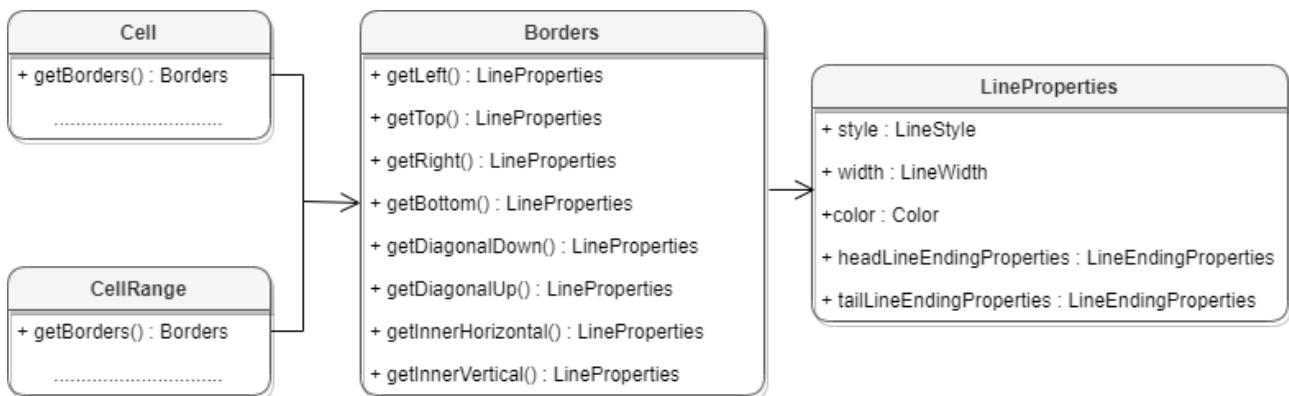 Cell
+ getBorders() : Borders
................................
CellRange
+ getBorders() : Borders
................................
Borders
+ getLeft() : LineProperties
+ getTop() : LineProperties
+ getRight() : LineProperties
+ getBottom() : LineProperties
+ getDiagonalDown() : LineProperties
+ getDiagonalUp() : LineProperties
+ getInnerHorizontal() : LineProperties
+ getInnerVertical() : LineProperties
LineProperties
+ style : LineStyle
+ width : LineWidth
+color : Color
+ headLineEndingProperties : LineEndingProperties
+ tailLineEndingProperties : LineEndingProperties